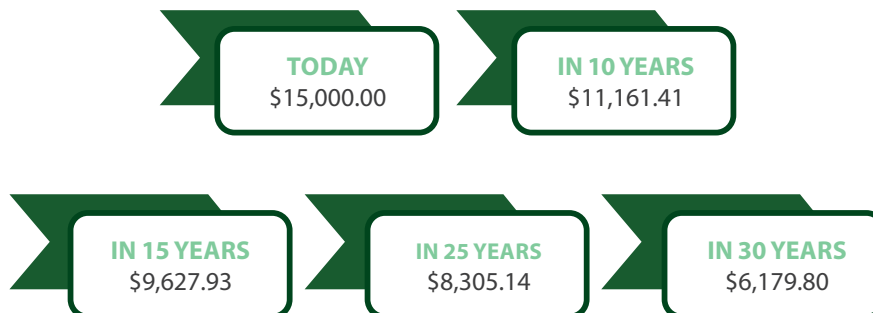 TODAY
$15,000.00
IN 10 YEARS
$11,161.41
IN 15 YEARS
$9,627.93
IN 25 YEARS
$8,305.14
IN 30 YEARS
$6,179.80